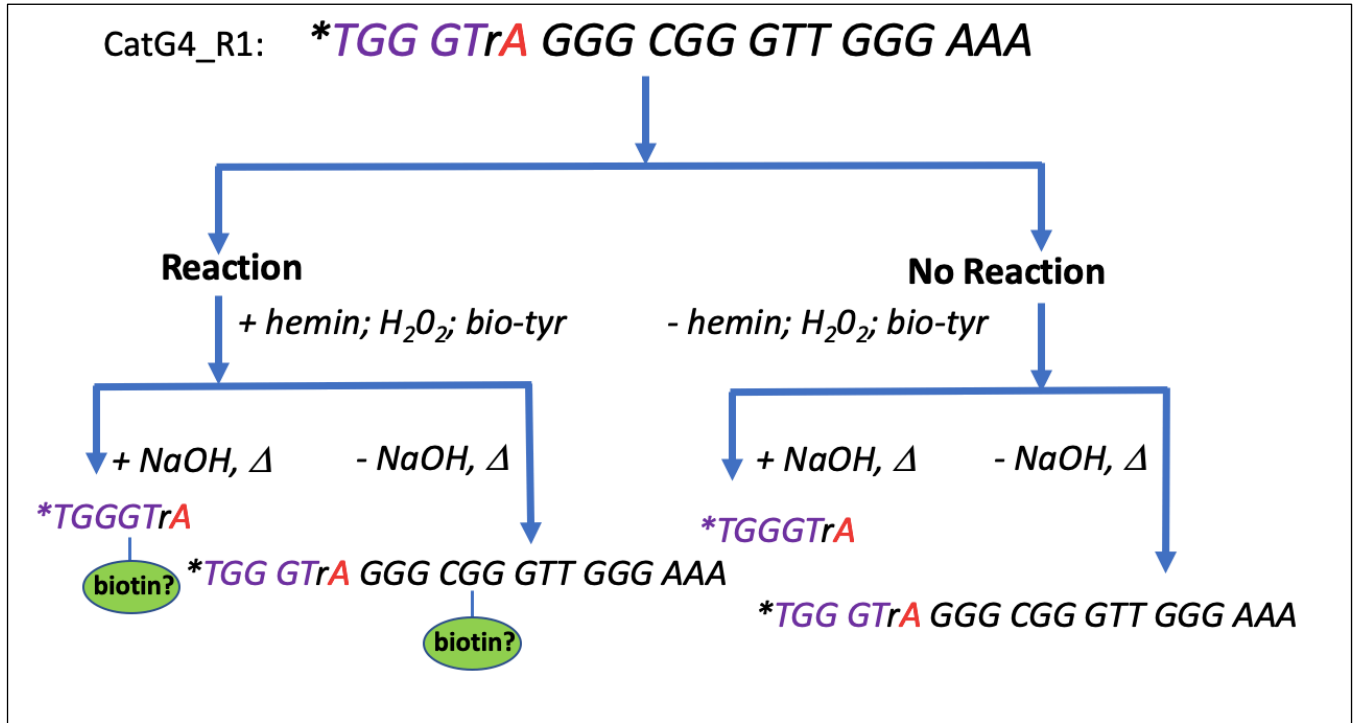 CatG4_R1: *TGG GTrA GGG CGG GTT GGG AAA
Reaction
No Reaction
+ hemin; H₂0₂; bio-tyr
- hemin; H₂0₂; bio-tyr
+ NaOH, Δ
- NaOH, Δ
+ NaOH, Δ
- NaOH, Δ
*TGGGTrA
biotin?
*TGG GTrA GGG CGG GTT GGG AAA
biotin?
*TGGGTrA
*TGG GTrA GGG CGG GTT GGG AAA